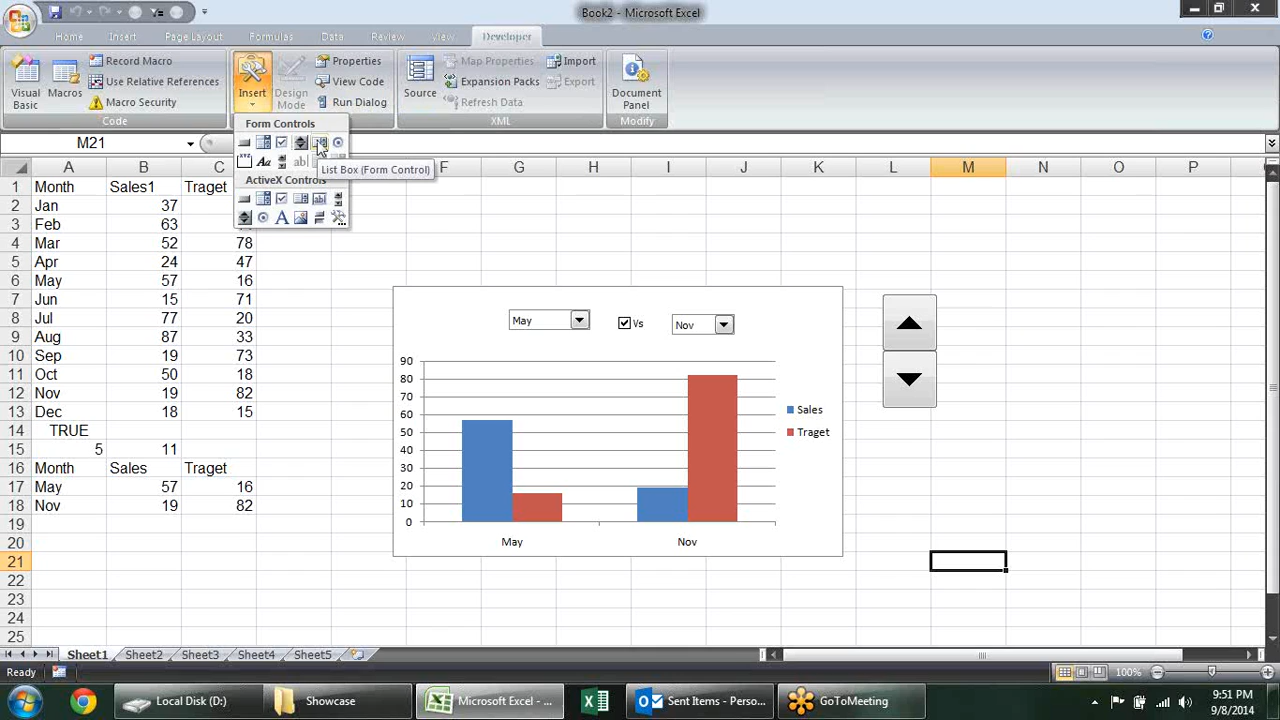 Book2 - Microsoft Excel
Home Insert Page Layout Formulas Data Review View Developer
Visual Basic
Macros
Record Macro
Use Relative References
Macro Security
Code
Insert
Design Mode
Properties
View Code
Run Dialog
Source
Map Properties
Expansion Packs
Refresh Data
Import
Export
XML
Document Panel
Modify
Form Controls
List Box (Form Control)
ActiveX Controls
M21
A B C F G H I J K L M N O P
1 Month Sales1 Traget
2 Jan 37
3 Feb 63
4 Mar 52 78
5 Apr 24 47
6 May 57 16
7 Jun 15 71
8 Jul 77 20
9 Aug 87 33
10 Sep 19 73
11 Oct 50 18
12 Nov 19 82
13 Dec 18 15
14 TRUE
15 5 11
16 Month Sales Traget
17 May 57 16
18 Nov 19 82
19
20
21
22
23
24
25
May Vs Nov
90
80
70
60
50
40
30
20
10
0
May Nov
Sales
Traget
Sheet1 Sheet2 Sheet3 Sheet4 Sheet5
Ready 100%
Local Disk (D:) Showcase Microsoft Excel - ... Sent Items - Perso... GoToMeeting
9:51 PM
9/8/2014